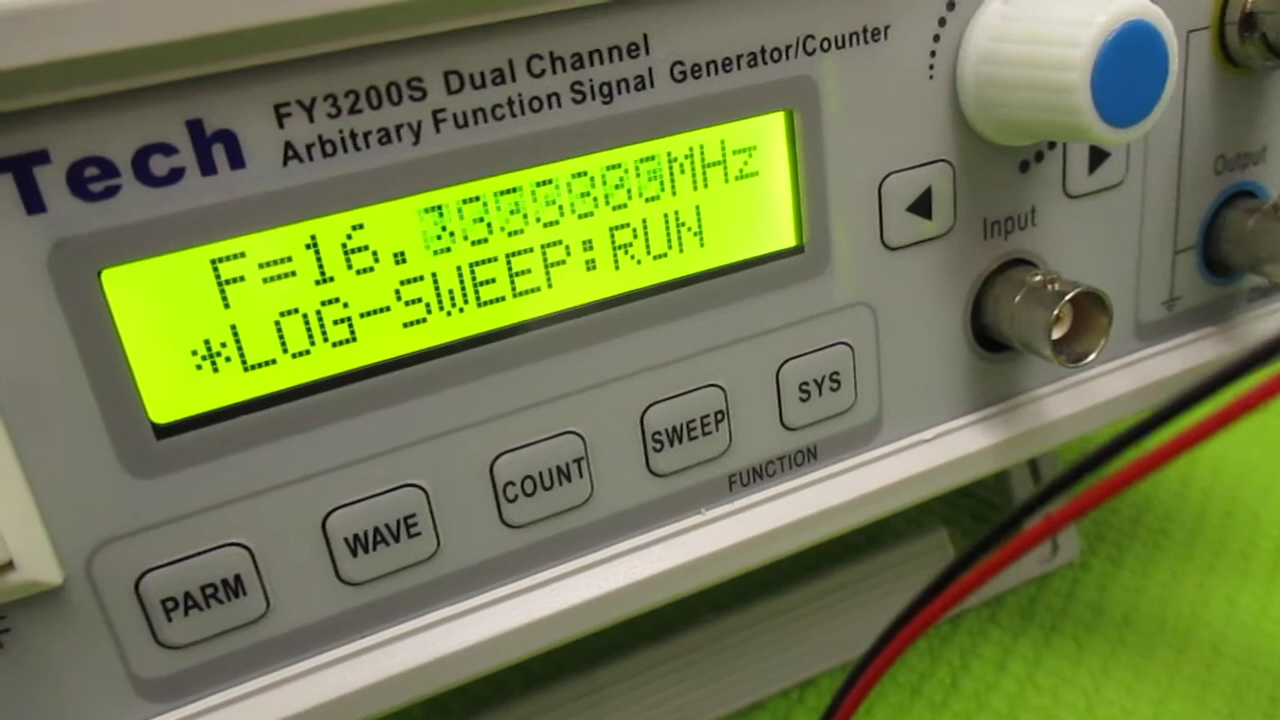 Tech
FY3200S Dual Channel
Arbitrary Function Signal Generator/Counter
F=16. MHz
*LOG-SWEEP:RUN
Input
Output
PARM
WAVE
COUNT
SWEEP
SYS
FUNCTION